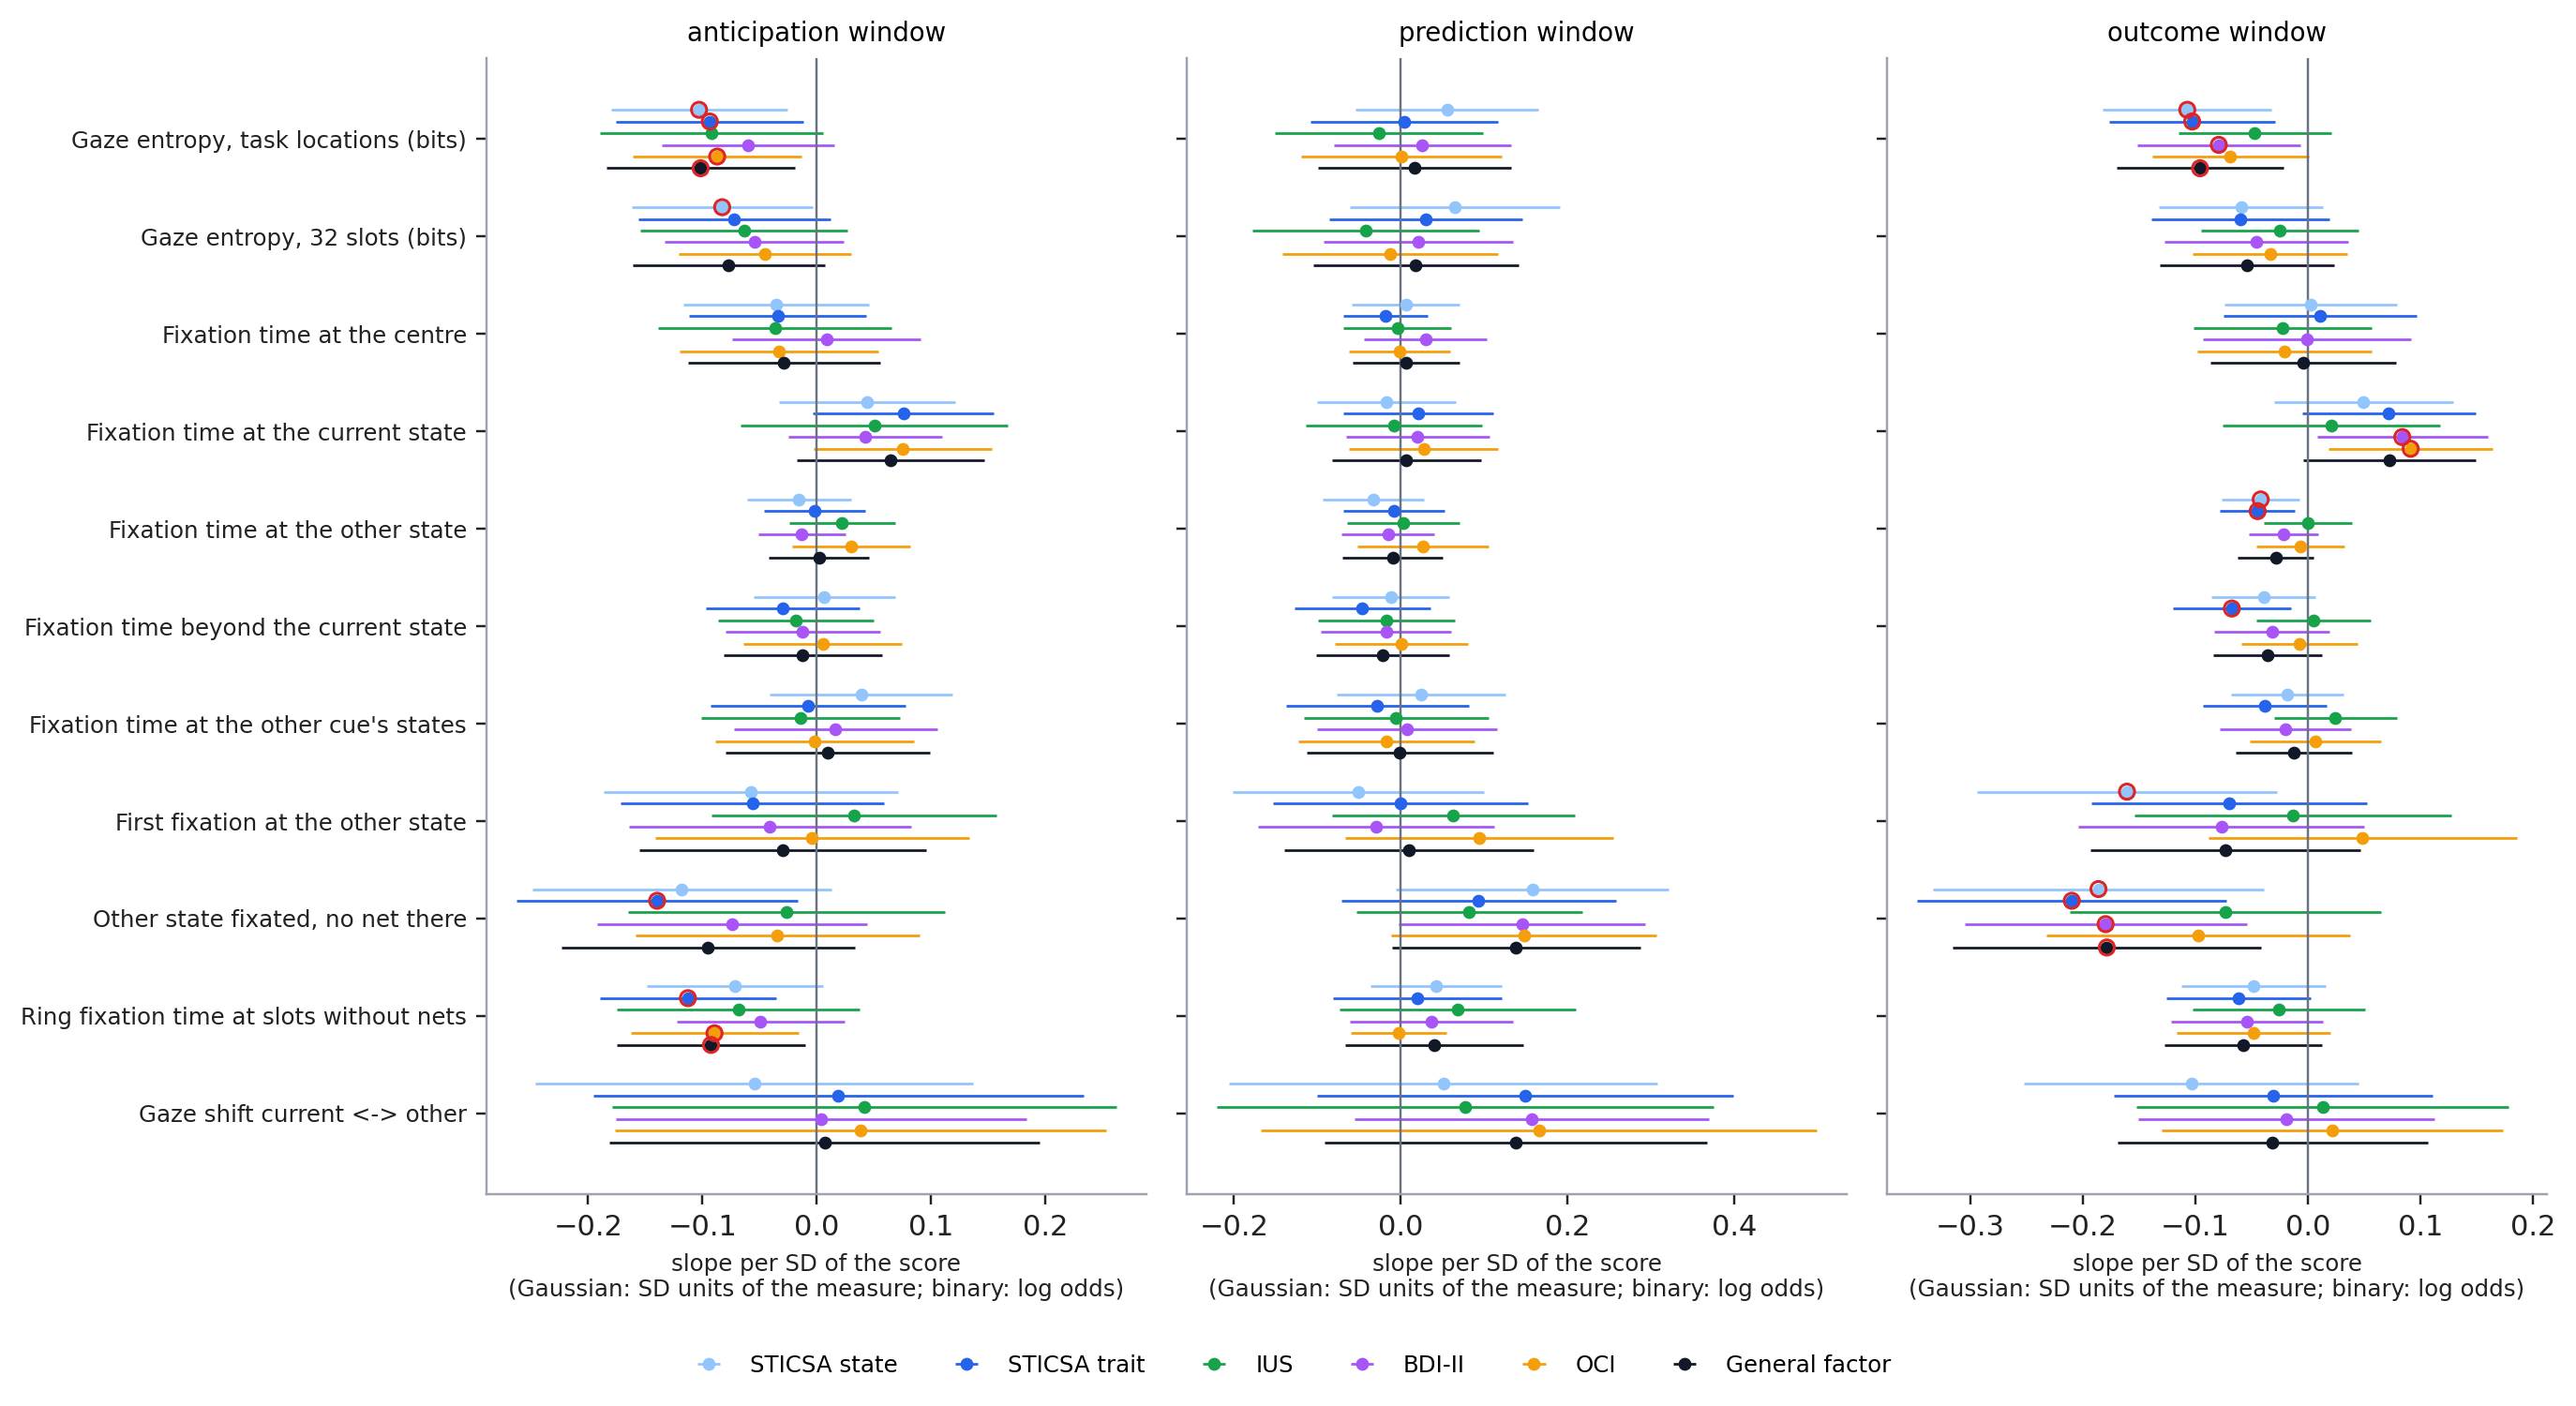 anticipation window
prediction window
outcome window
Gaze entropy, task locations (bits)
Gaze entropy, 32 slots (bits)
Fixation time at the centre
Fixation time at the current state
Fixation time at the other state
Fixation time beyond the current state
Fixation time at the other cue's states
First fixation at the other state
Other state fixated, no net there
Ring fixation time at slots without nets
Gaze shift current <-> other
−0.2 −0.1 0.0 0.1 0.2
−0.2 0.0 0.2 0.4
−0.3 −0.2 −0.1 0.0 0.1 0.2
slope per SD of the score
(Gaussian: SD units of the measure; binary: log odds)
slope per SD of the score
(Gaussian: SD units of the measure; binary: log odds)
slope per SD of the score
(Gaussian: SD units of the measure; binary: log odds)
STICSA state STICSA trait IUS BDI-II OCI General factor